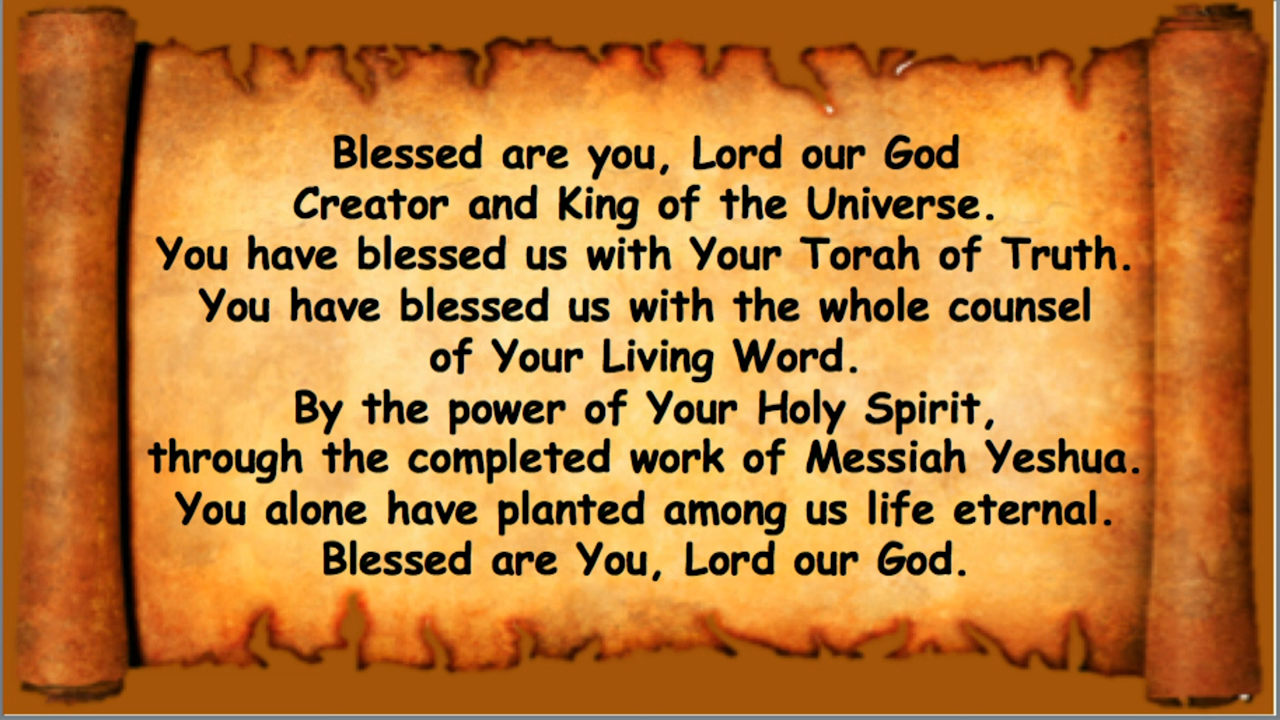 Blessed are you, Lord our God
Creator and King of the Universe.
You have blessed us with Your Torah of Truth.
You have blessed us with the whole counsel
of Your Living Word.
By the power of Your Holy Spirit,
through the completed work of Messiah Yeshua.
You alone have planted among us life eternal.
Blessed are You, Lord our God.